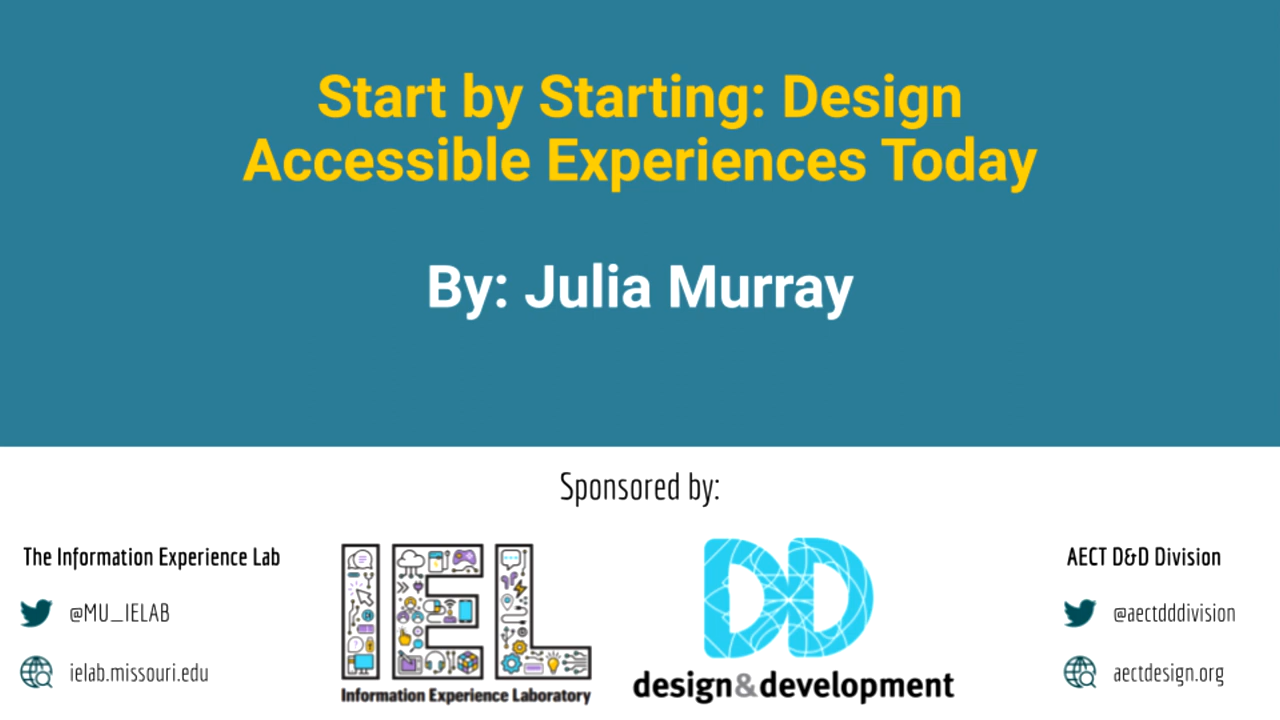 Start by Starting: Design
Accessible Experiences Today
By: Julia Murray
Sponsored by:
The Information Experience Lab
@MU_IELAB
ielab.missouri.edu
IEL
Information Experience Laboratory
DD
design&development
AECT D&D Division
@aectdddivision
aectdesign.org